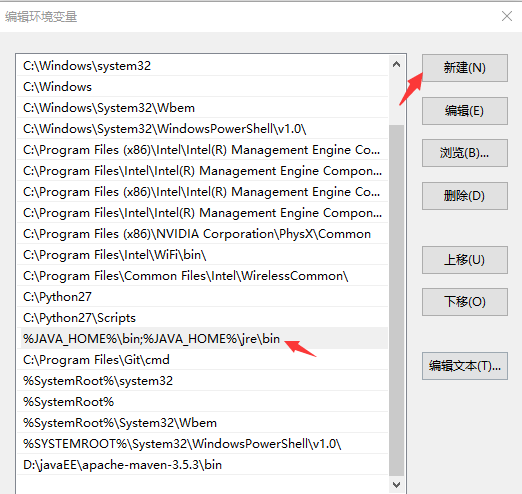 编辑环境变量
C:\Windows\system32
C:\Windows
C:\Windows\System32\Wbem
C:\Windows\System32\WindowsPowerShell\v1.0\
C:\Program Files (x86)\Intel\Intel(R) Management Engine Co...
C:\Program Files\Intel\Intel(R) Management Engine Compon...
C:\Program Files (x86)\Intel\Intel(R) Management Engine Co...
C:\Program Files\Intel\Intel(R) Management Engine Compon...
C:\Program Files (x86)\NVIDIA Corporation\PhysX\Common
C:\Program Files\Intel\WiFi\bin\
C:\Program Files\Common Files\Intel\WirelessCommon\
C:\Python27
C:\Python27\Scripts
%JAVA_HOME%\bin;%JAVA_HOME%\jre\bin
C:\Program Files\Git\cmd
%SystemRoot%\system32
%SystemRoot%
%SystemRoot%\System32\Wbem
%SYSTEMROOT%\System32\WindowsPowerShell\v1.0\
D:\javaEE\apache-maven-3.5.3\bin
新建(N)
编辑(E)
浏览(B)...
删除(D)
上移(U)
下移(O)
编辑文本(T)...